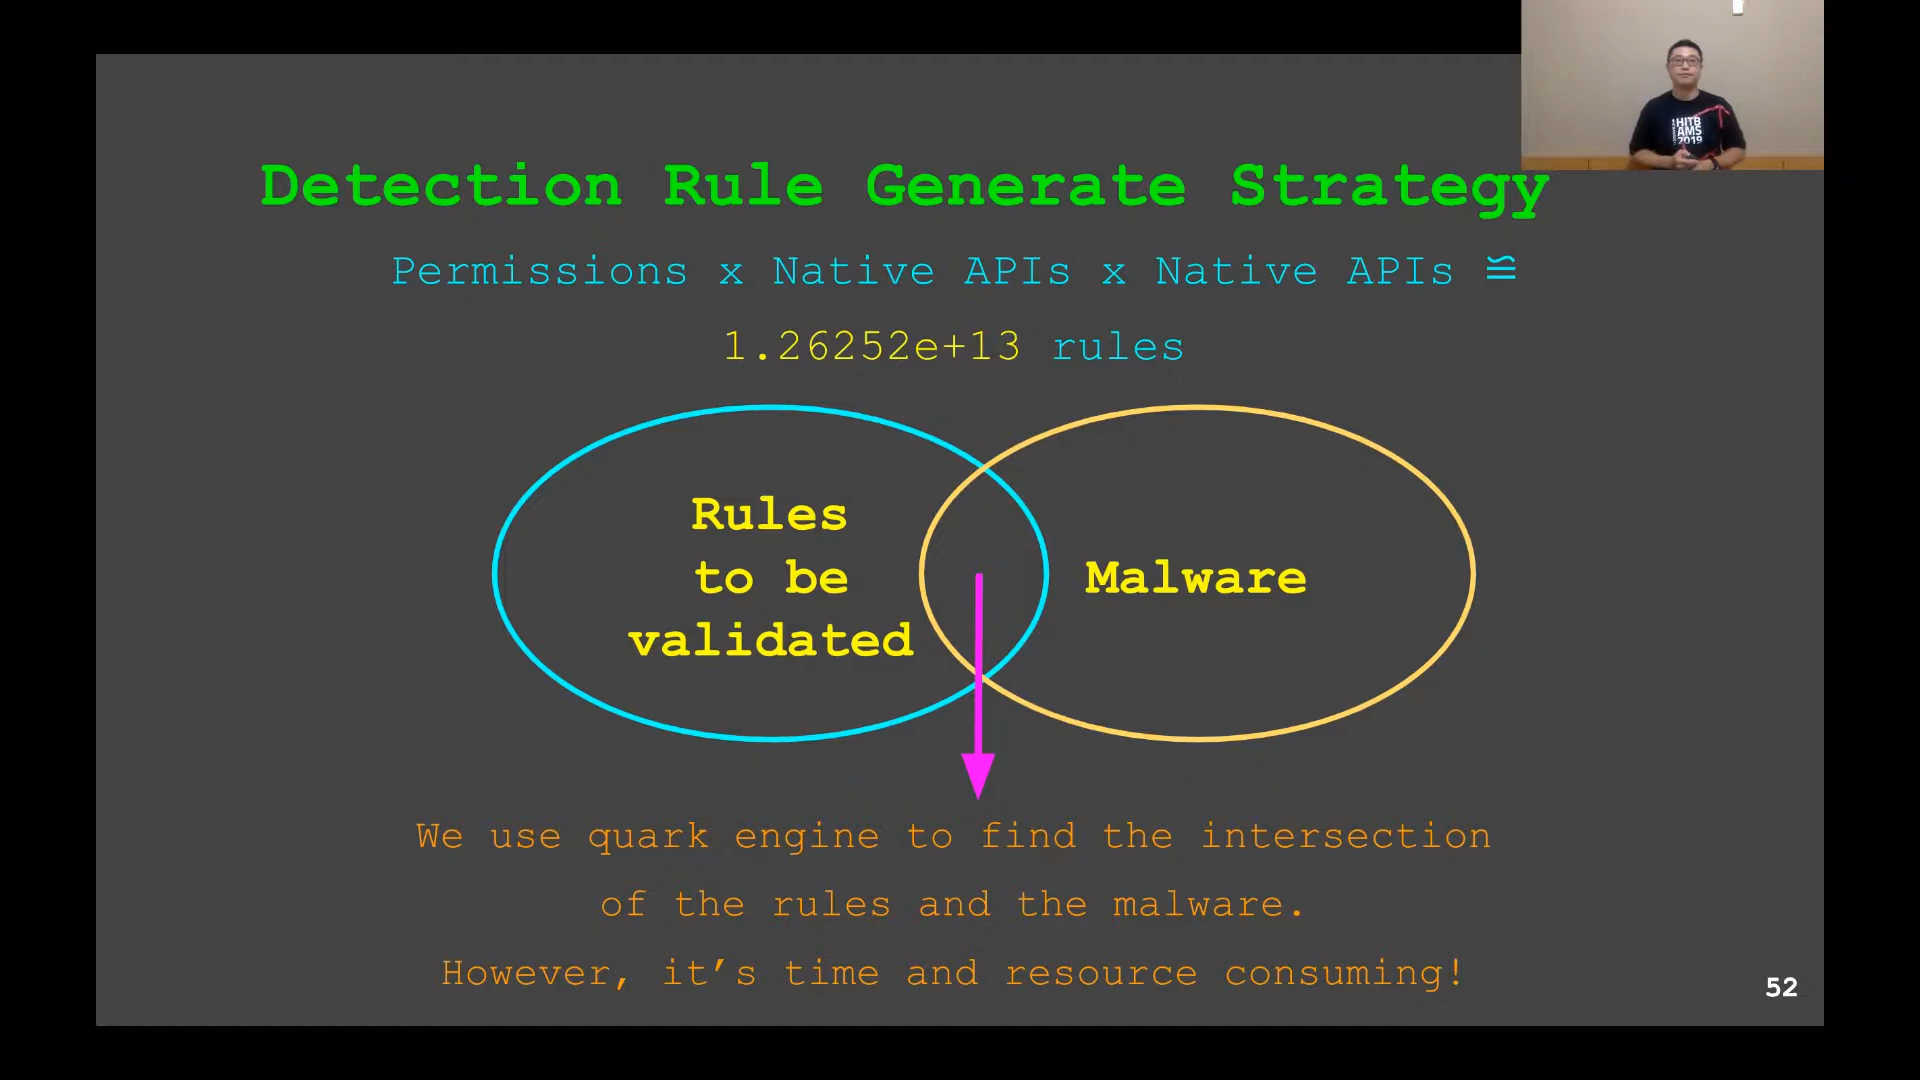 HITB
AMS
2019
Detection Rule Generate Strategy
Permissions x Native APIs x Native APIs ≌
1.26252e+13 rules
Rules
to be
validated
Malware
We use quark engine to find the intersection
of the rules and the malware.
However, it’s time and resource consuming!
52